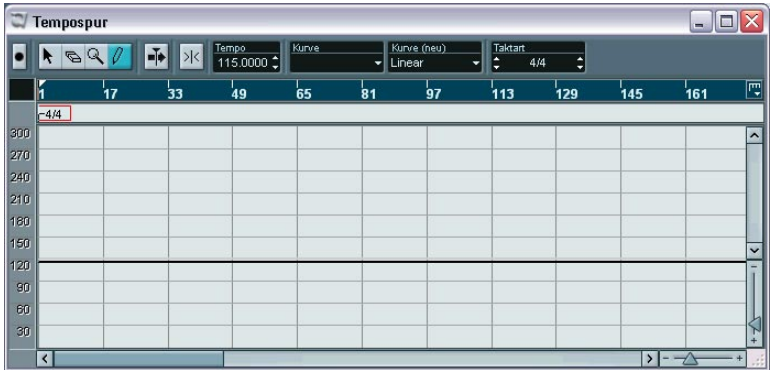 Tempospur
Tempo
115.0000
Kurve
Kurve (neu)
Linear
Taktart
4/4
1 17 33 49 65 81 97 113 129 145 161
4/4
300
270
240
210
180
150
120
90
60
30